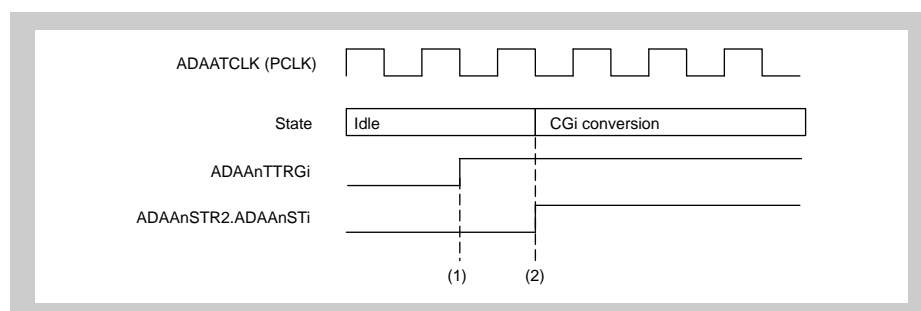 ADAATCLK (PCLK)
State Idle CGi conversion
ADAAnTTRGi
ADAAnSTR2.ADAAnSTi
(1) (2)